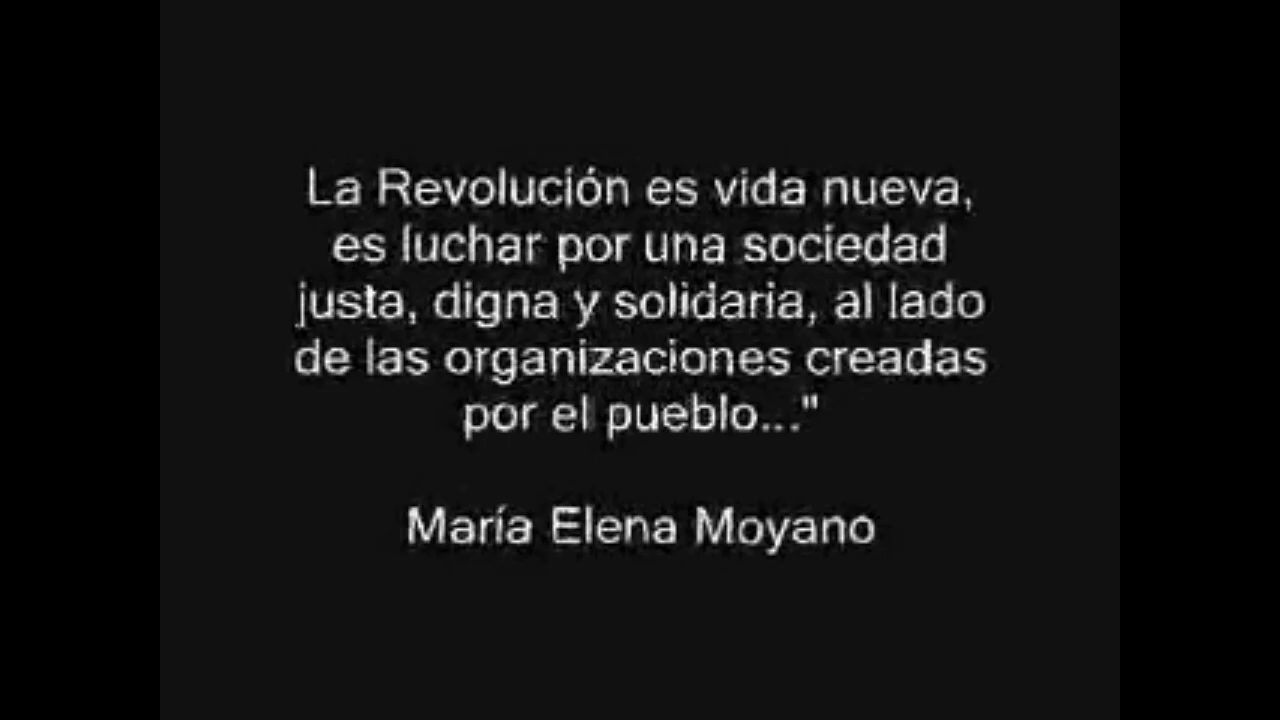 La Revolución es vida nueva,
es luchar por una sociedad
justa, digna y solidaria, al lado
de las organizaciones creadas
por el pueblo..."
María Elena Moyano